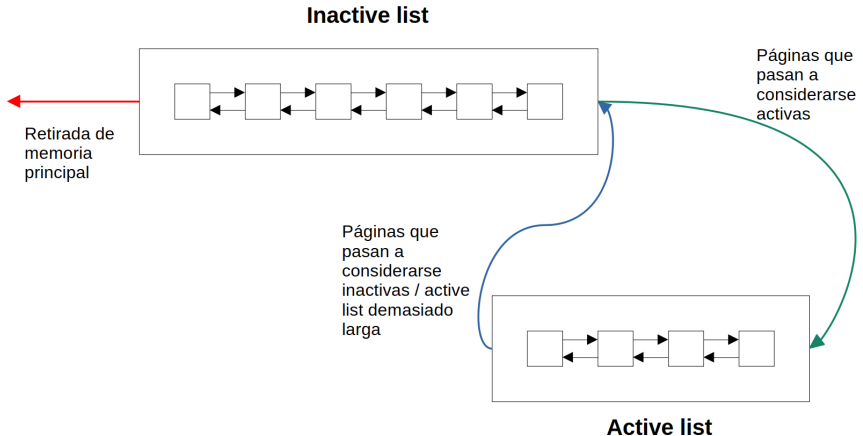 Inactive list
Páginas que
pasan a
considerarse
activas
Retirada de
memoria
principal
Páginas que
pasan a
considerarse
inactivas / active
list demasiado
larga
Active list